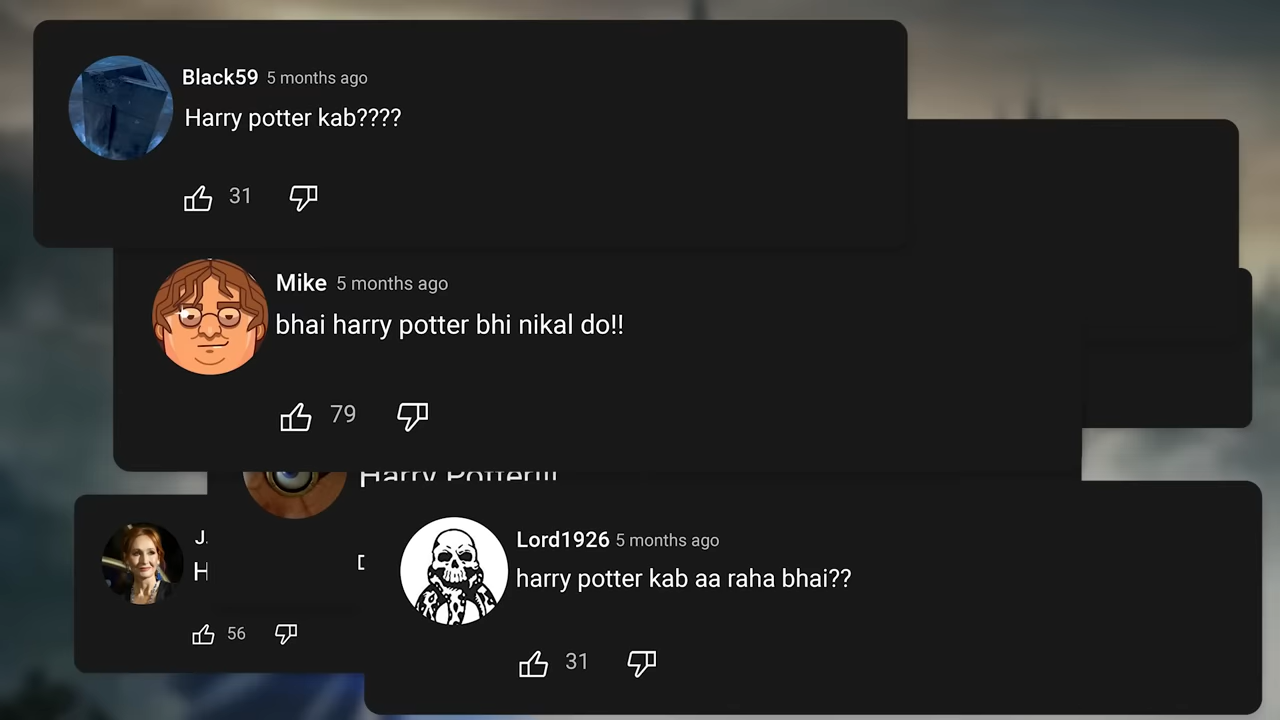 Black59 5 months ago
Harry potter kab????
31
Mike 5 months ago
bhai harry potter bhi nikal do!!
79
Harry Potter!!!
J.
H
56
Lord1926 5 months ago
harry potter kab aa raha bhai??
31